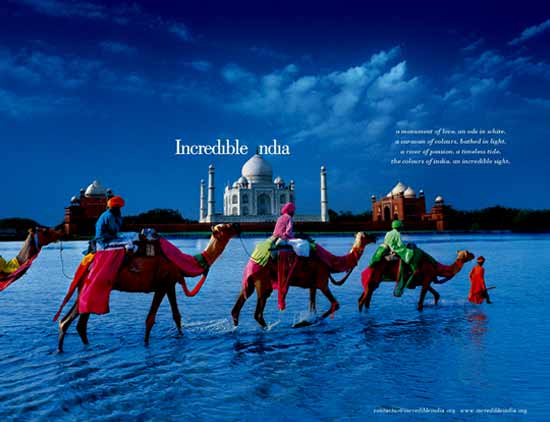 Incredible ndia
a monument of love, an ode in white.
a caravan of colours, bathed in light.
a river of passion, a timeless tide.
the colours of india, an incredible sight.
contactus@incredibleindia.org www.incredibleindia.org